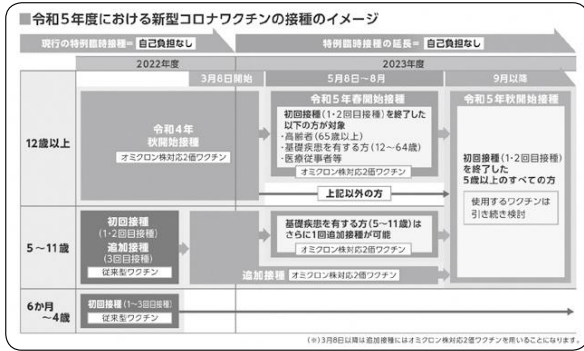 ■令和5年度における新型コロナワクチンの接種のイメージ
現行の特例臨時接種=自己負担なし
特例臨時接種の延長=自己負担なし
2022年度
2023年度
3月8日開始
5月8日～8月
9月以降
12歳以上
令和4年
秋開始接種
オミクロン株対応2価ワクチン
令和5年春開始接種
初回接種(1・2回目接種)を終了した
以下の方が対象
・高齢者(65歳以上)
・基礎疾患を有する方(12～64歳)
・医療従事者等
オミクロン株対応2価ワクチン
上記以外の方
令和5年秋開始接種
初回接種(1・2回目接種)
を終了した
5歳以上のすべての方
使用するワクチンは
引き続き検討
5～11歳
初回接種
(1・2回目接種)
追加接種
(3回目接種)
従来型ワクチン
基礎疾患を有する方(5～11歳)は
さらに1回追加接種が可能
オミクロン株対応2価ワクチン
追加接種 オミクロン株対応2価ワクチン
6か月
～4歳
初回接種(1～3回目接種)
従来型ワクチン
(※)3月8日以降は追加接種にはオミクロン株対応2価ワクチンを用いることになります。